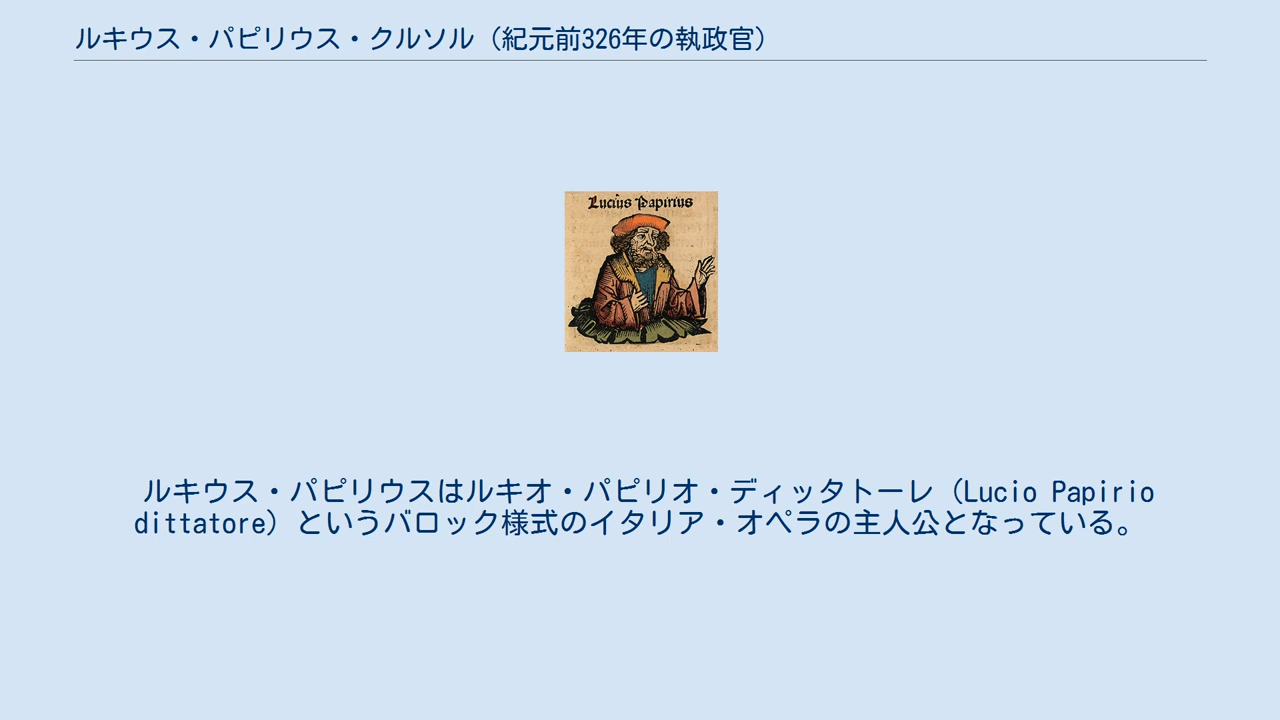 ルキウス・パピリウス・クルソル（紀元前326年の執政官）
Lucius Papirius
ルキウス・パピリウスはルキオ・パピリオ・ディッタトーレ（Lucio Papirio
dittatore）というバロック様式のイタリア・オペラの主人公となっている。